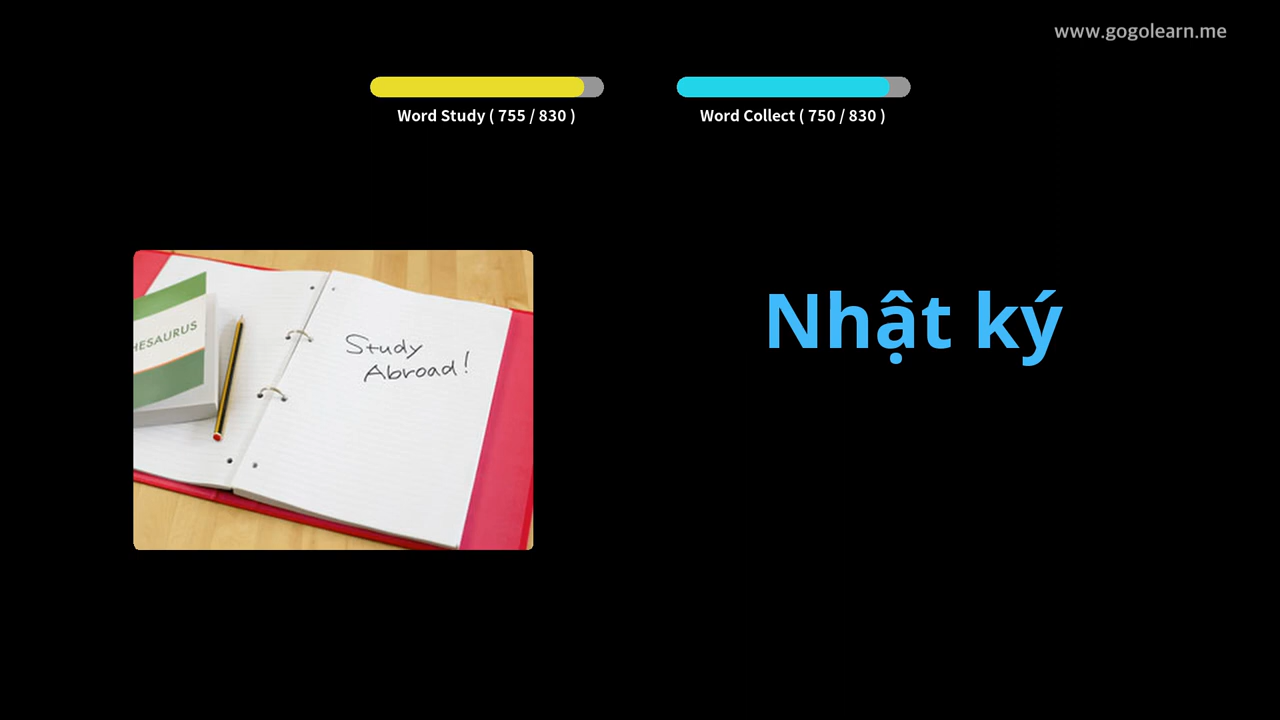 www.gogolearn.me
Word Study ( 755 / 830 )
Word Collect ( 750 / 830 )
HESAURUS
Study
Abroad!
Nhật ký